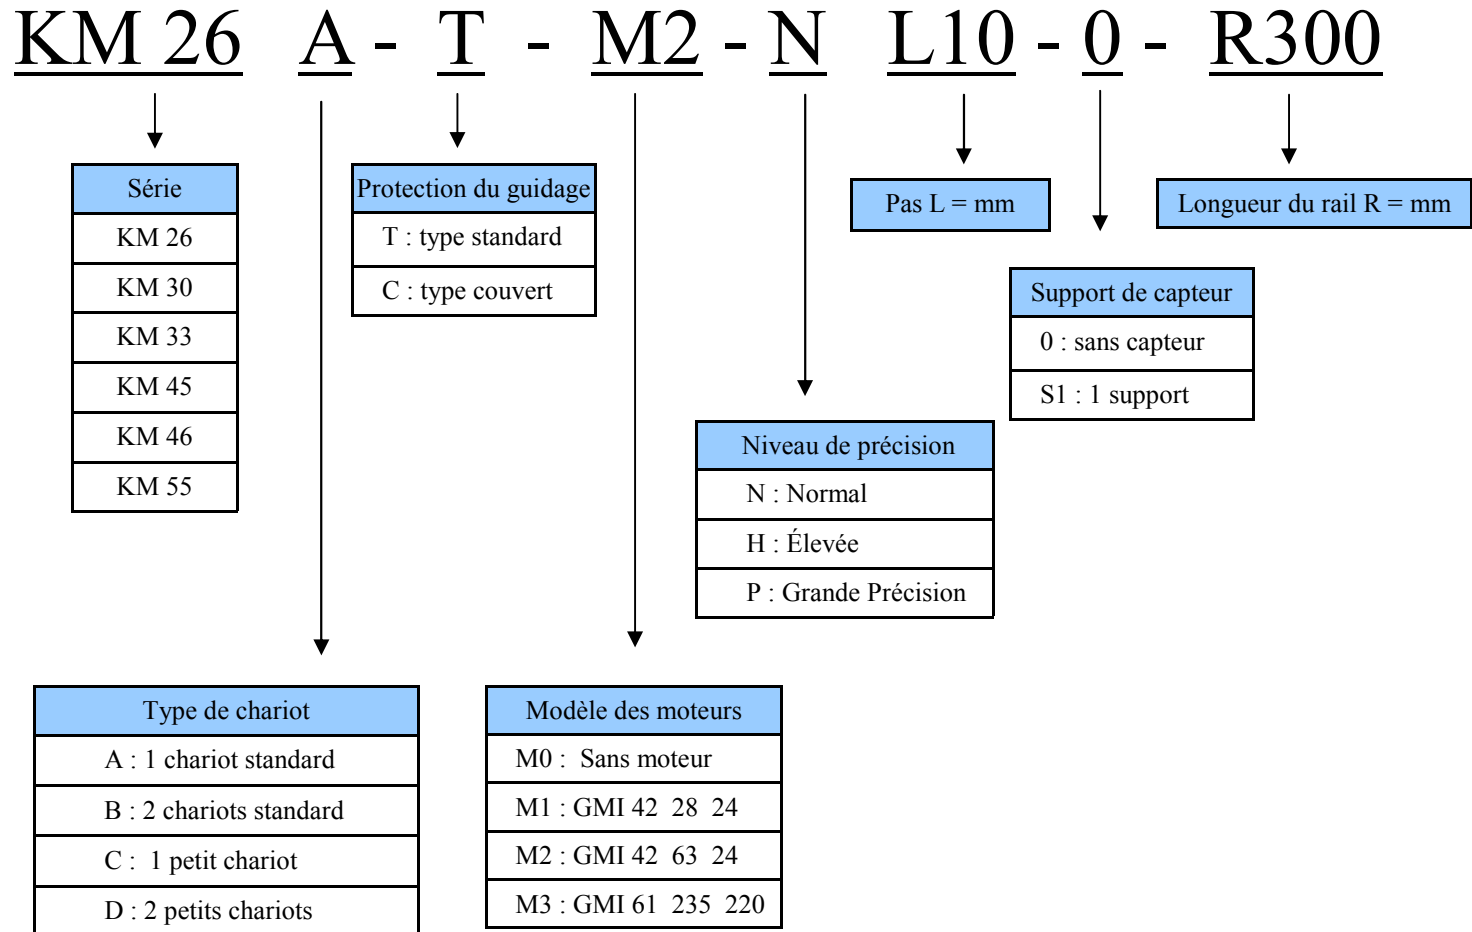 KM 26 A - T - M2 - N L10 - 0 - R300
Série
KM 26
KM 30
KM 33
KM 45
KM 46
KM 55
Protection du guidage
T : type standard
C : type couvert
Pas L = mm
Longueur du rail R = mm
Support de capteur
0 : sans capteur
S1 : 1 support
Niveau de précision
N : Normal
H : Élevée
P : Grande Précision
Type de chariot
A : 1 chariot standard
B : 2 chariots standard
C : 1 petit chariot
D : 2 petits chariots
Modèle des moteurs
M0 : Sans moteur
M1 : GMI 42 28 24
M2 : GMI 42 63 24
M3 : GMI 61 235 220